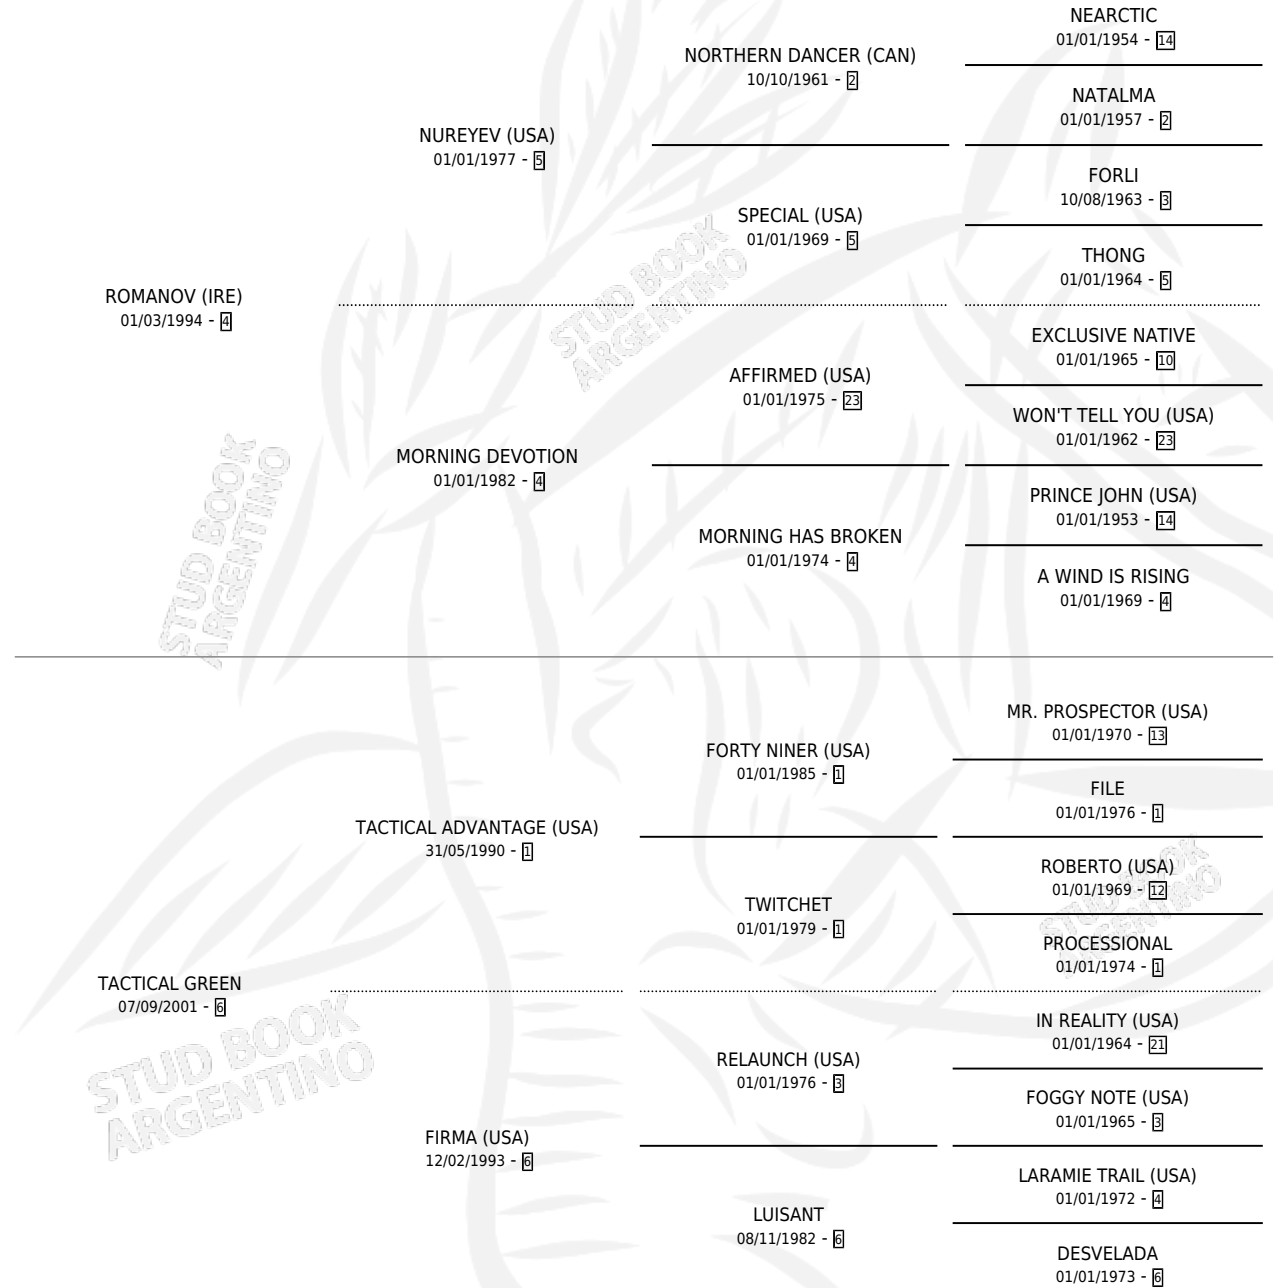 NEARCTIC
01/01/1954 - 14
NORTHERN DANCER (CAN)
10/10/1961 - 2
NATALMA
01/01/1957 - 2
NUREYEV (USA)
01/01/1977 - 5
FORLI
10/08/1963 - 3
SPECIAL (USA)
01/01/1969 - 5
THONG
01/01/1964 - 5
ROMANOV (IRE)
01/03/1994 - 4
EXCLUSIVE NATIVE
01/01/1965 - 10
AFFIRMED (USA)
01/01/1975 - 23
WON'T TELL YOU (USA)
01/01/1962 - 23
MORNING DEVOTION
01/01/1982 - 4
PRINCE JOHN (USA)
01/01/1953 - 14
MORNING HAS BROKEN
01/01/1974 - 4
A WIND IS RISING
01/01/1969 - 4
MR. PROSPECTOR (USA)
01/01/1970 - 13
FORTY NINER (USA)
01/01/1985 - 1
FILE
01/01/1976 - 1
TACTICAL ADVANTAGE (USA)
31/05/1990 - 1
ROBERTO (USA)
01/01/1969 - 12
TWITCHET
01/01/1979 - 1
PROCESSIONAL
01/01/1974 - 1
TACTICAL GREEN
07/09/2001 - 6
IN REALITY (USA)
01/01/1964 - 21
RELAUNCH (USA)
01/01/1976 - 3
FOGGY NOTE (USA)
01/01/1965 - 3
FIRMA (USA)
12/02/1993 - 6
LARAMIE TRAIL (USA)
01/01/1972 - 4
LUISANT
08/11/1982 - 6
DESVELADA
01/01/1973 - 6
STUD BOOK
ARGENTINO
STUD BOOK
ARGENTINO
STUD BOOK
ARGENTINO
STUD BOOK
ARGENTINO